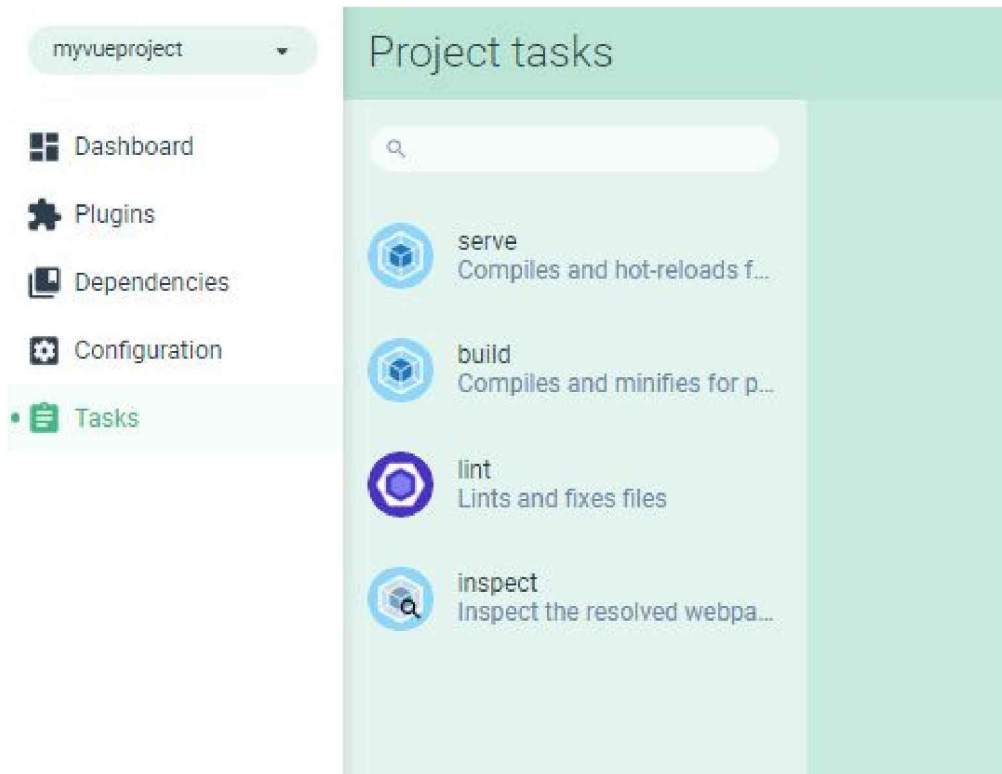 myvueproject
Project tasks
Dashboard
Plugins
Dependencies
Configuration
Tasks
serve
Compiles and hot-reloads f...
build
Compiles and minifies for p...
lint
Lints and fixes files
inspect
Inspect the resolved webpa...